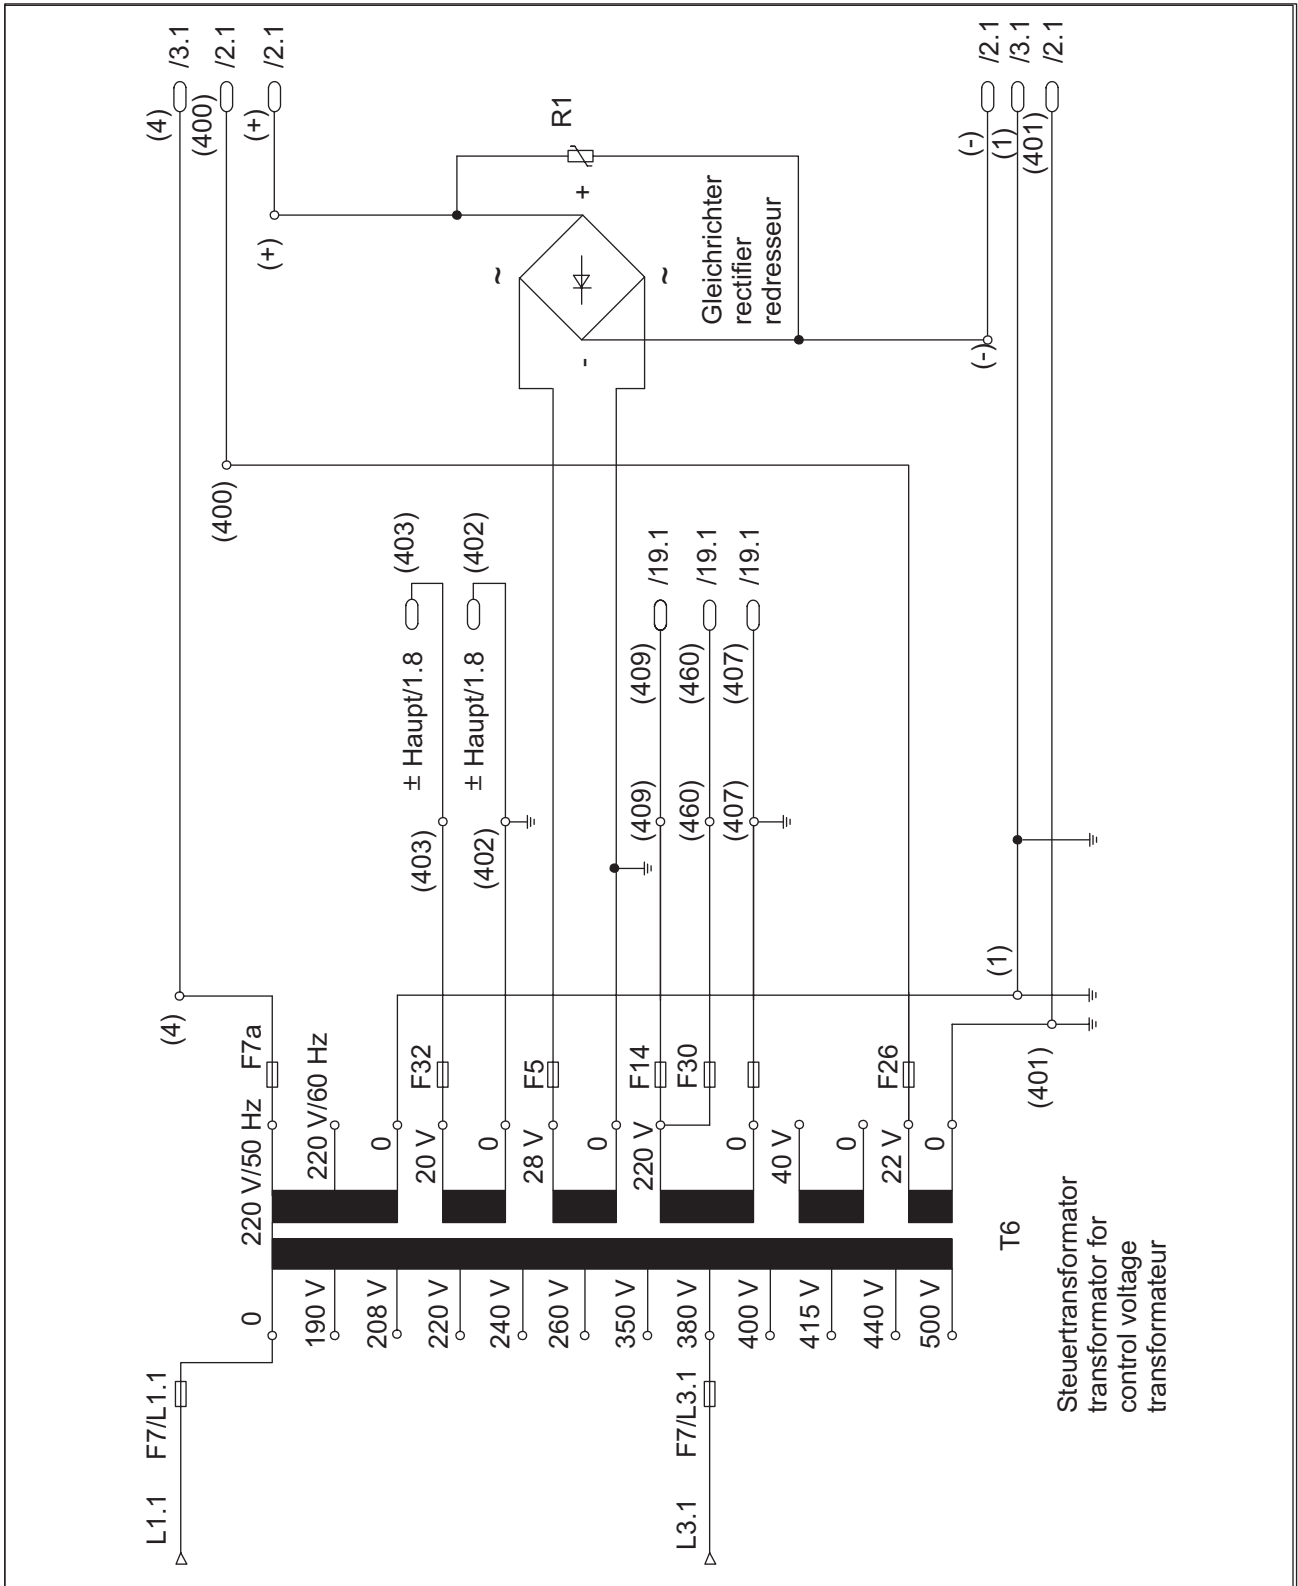 L1.1
F7/L1.1
L3.1
F7/L3.1
0
190 V
208 V
220 V
240 V
260 V
350 V
380 V
400 V
415 V
440 V
500 V
T6
Steuertransformator
transformator for
control voltage
transformateur
220 V/50 Hz
220 V/60 Hz
0
20 V
0
28 V
0
220 V
0
40 V
0
22 V
0
F7a
F32
F5
F14
F30
F26
(4)
(1)
(401)
(403)
(402)
(409)
(460)
(407)
± Haupt/1.8
± Haupt/1.8
(409)
(460)
(407)
(403)
(402)
/19.1
/19.1
/19.1
(400)
(+)
(-)
~
~
+
-
Gleichrichter
rectifier
redresseur
R1
(4)
(400)
(+)
(-)
(1)
(401)
/3.1
/2.1
/2.1
/2.1
/3.1
/2.1